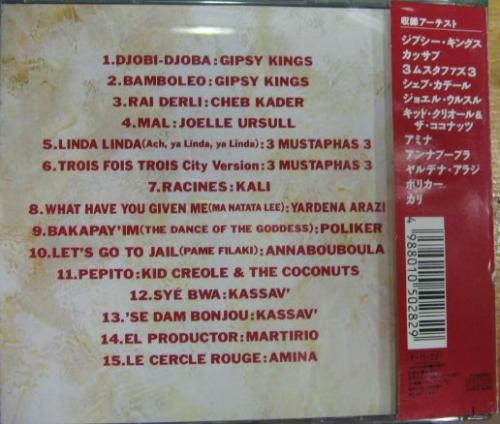 1.DJOBI-DJOBA:GIPSY KINGS
2.BAMBOLEO:GIPSY KINGS
3.RAI DERLI:CHEB KADER
4.MAL:JOELLE URSULL
5.LINDA LINDA(Ach, ya Linda, ya Linda):3 MUSTAPHAS 3
6.TROIS FOIS TROIS City Version:3 MUSTAPHAS 3
7.RACINES:KALI
8.WHAT HAVE YOU GIVEN ME(MA NATATA LEE):YARDENA ARAZI
9.BAKAPAY'IM(THE DANCE OF THE GODDESS):POLIKER
10.LET'S GO TO JAIL(PAME FILAKI):ANNABOUBOULA
11.PEPITO:KID CREOLE & THE COCONUTS
12.SYÉ BWA:KASSAV'
13.'SE DAM BONJOU:KASSAV'
14.EL PRODUCTOR:MARTIRIO
15.LE CERCLE ROUGE:AMINA
収録アーテスト
ジプシー・キングス
カッサブ
3ムスタファズ3
シェブ・カデール
ジョエル・ウルスル
キッド・クリオール&
ザ・ココナッツ
アミナ
アンナブーブラ
ヤルデナ・アラジ
ポリカー
カリ
4988010502829